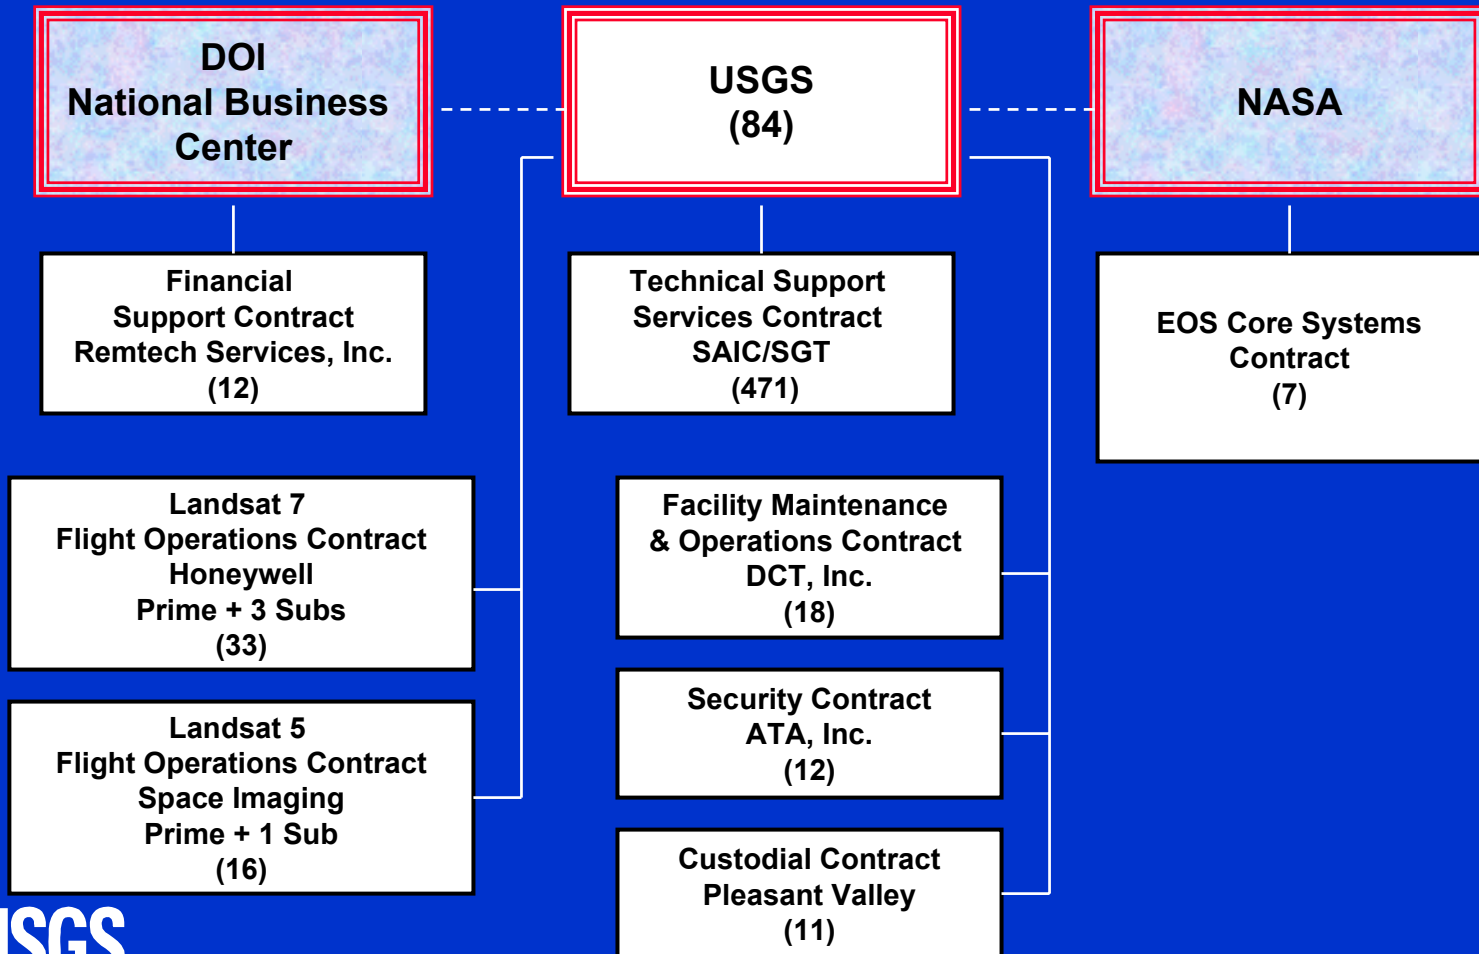 DOI
National Business
Center
USGS
(84)
NASA
Financial
Support Contract
Remtech Services, Inc.
(12)
Technical Support
Services Contract
SAIC/SGT
(471)
EOS Core Systems
Contract
(7)
Landsat 7
Flight Operations Contract
Honeywell
Prime + 3 Subs
(33)
Facility Maintenance
& Operations Contract
DCT, Inc.
(18)
Landsat 5
Flight Operations Contract
Space Imaging
Prime + 1 Sub
(16)
Security Contract
ATA, Inc.
(12)
Custodial Contract
Pleasant Valley
(11)
USGS